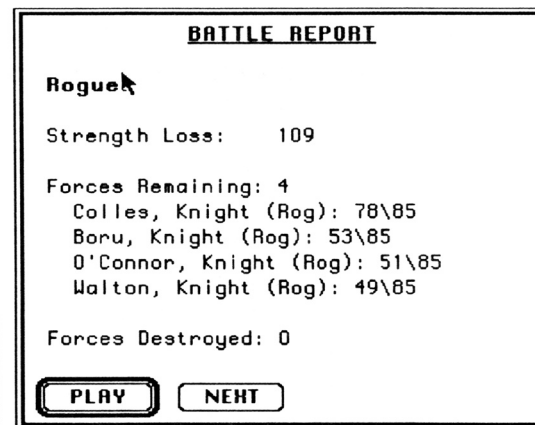 BATTLE REPORT
Rogues
Strength Loss: 109
Forces Remaining: 4
Colles, Knight (Rog): 78\85
Boru, Knight (Rog): 53\85
O'Connor, Knight (Rog): 51\85
Walton, Knight (Rog): 49\85
Forces Destroyed: 0
PLAY
NEXT